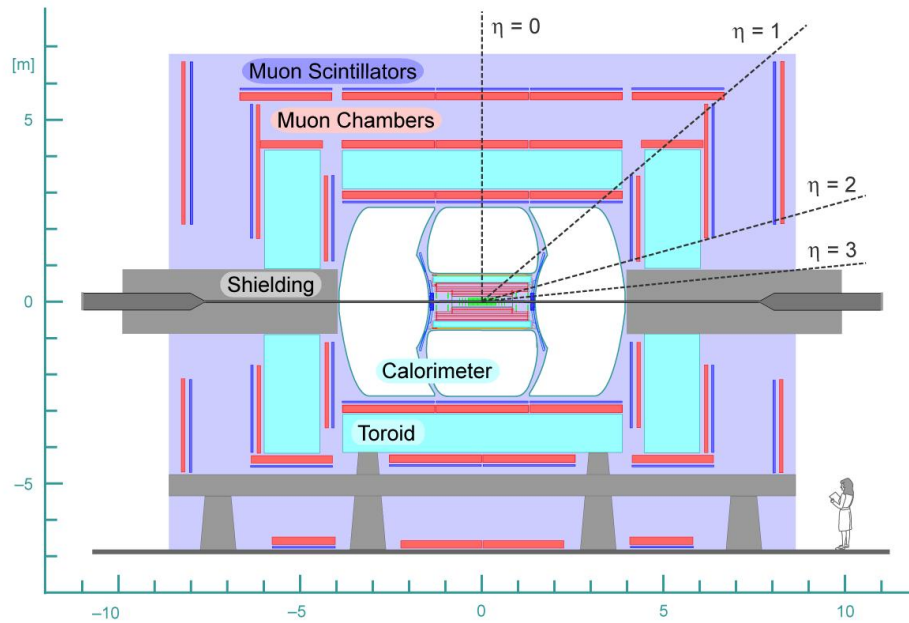 η = 0
η = 1
[m]
Muon Scintillators
Muon Chambers
5
η = 2
η = 3
Shielding
0
Calorimeter
Toroid
–5
–10
–5
0
5
10